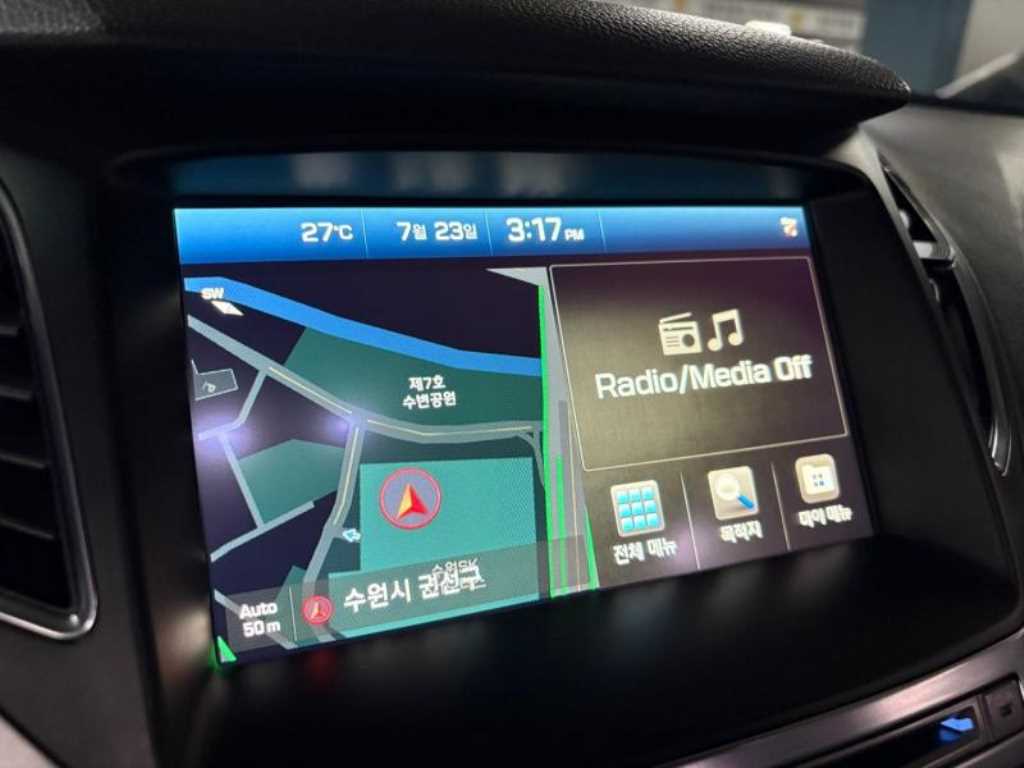 27°C 7월 23일 3:17 PM
SW
제7호
수변공원
Radio/Media Off
전체 메뉴 목적지 마이 메뉴
수원시 권선구
Auto
50 m